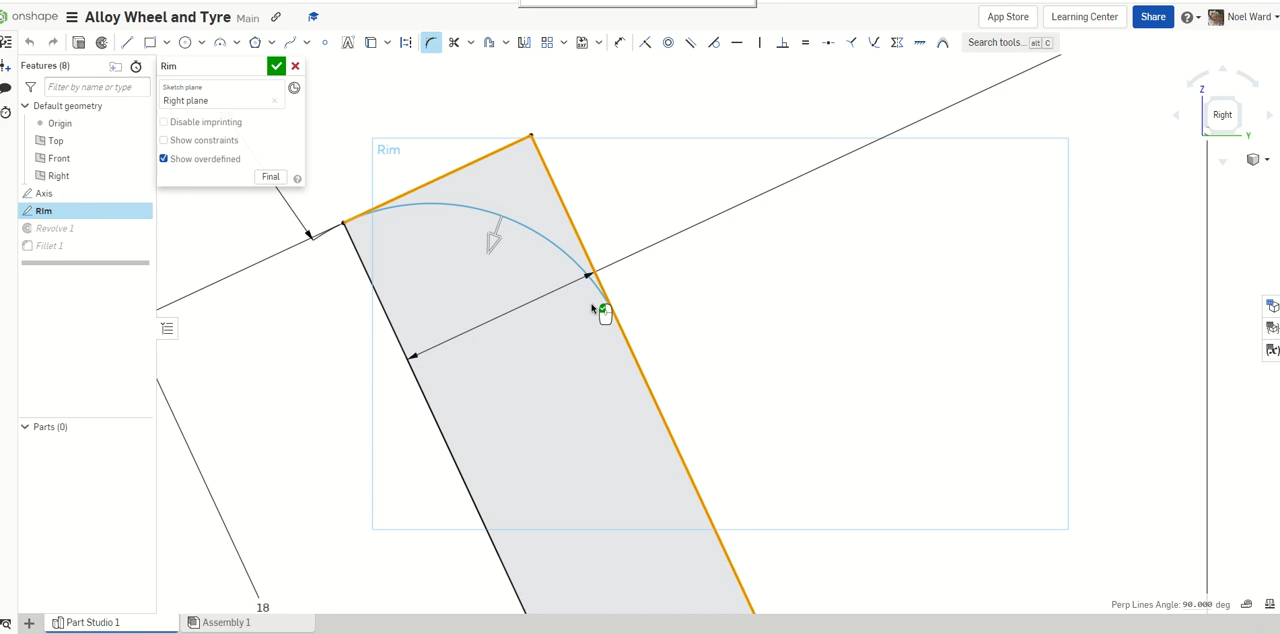 onshape Alloy Wheel and Tyre Main App Store Learning Center Share Noel Ward
Search tools... alt C
Features (8)
Filter by name or type
Default geometry
Origin
Top
Front
Right
Axis
Rim
Revolve 1
Fillet 1
Rim
Sketch plane
Right plane
Disable imprinting
Show constraints
Show overdefined
Final
Rim
Z
Right
Y
Parts (0)
18
Perp Lines Angle: 90.000 deg
Part Studio 1 Assembly 1